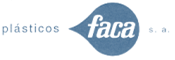 plásticos faca s. a.